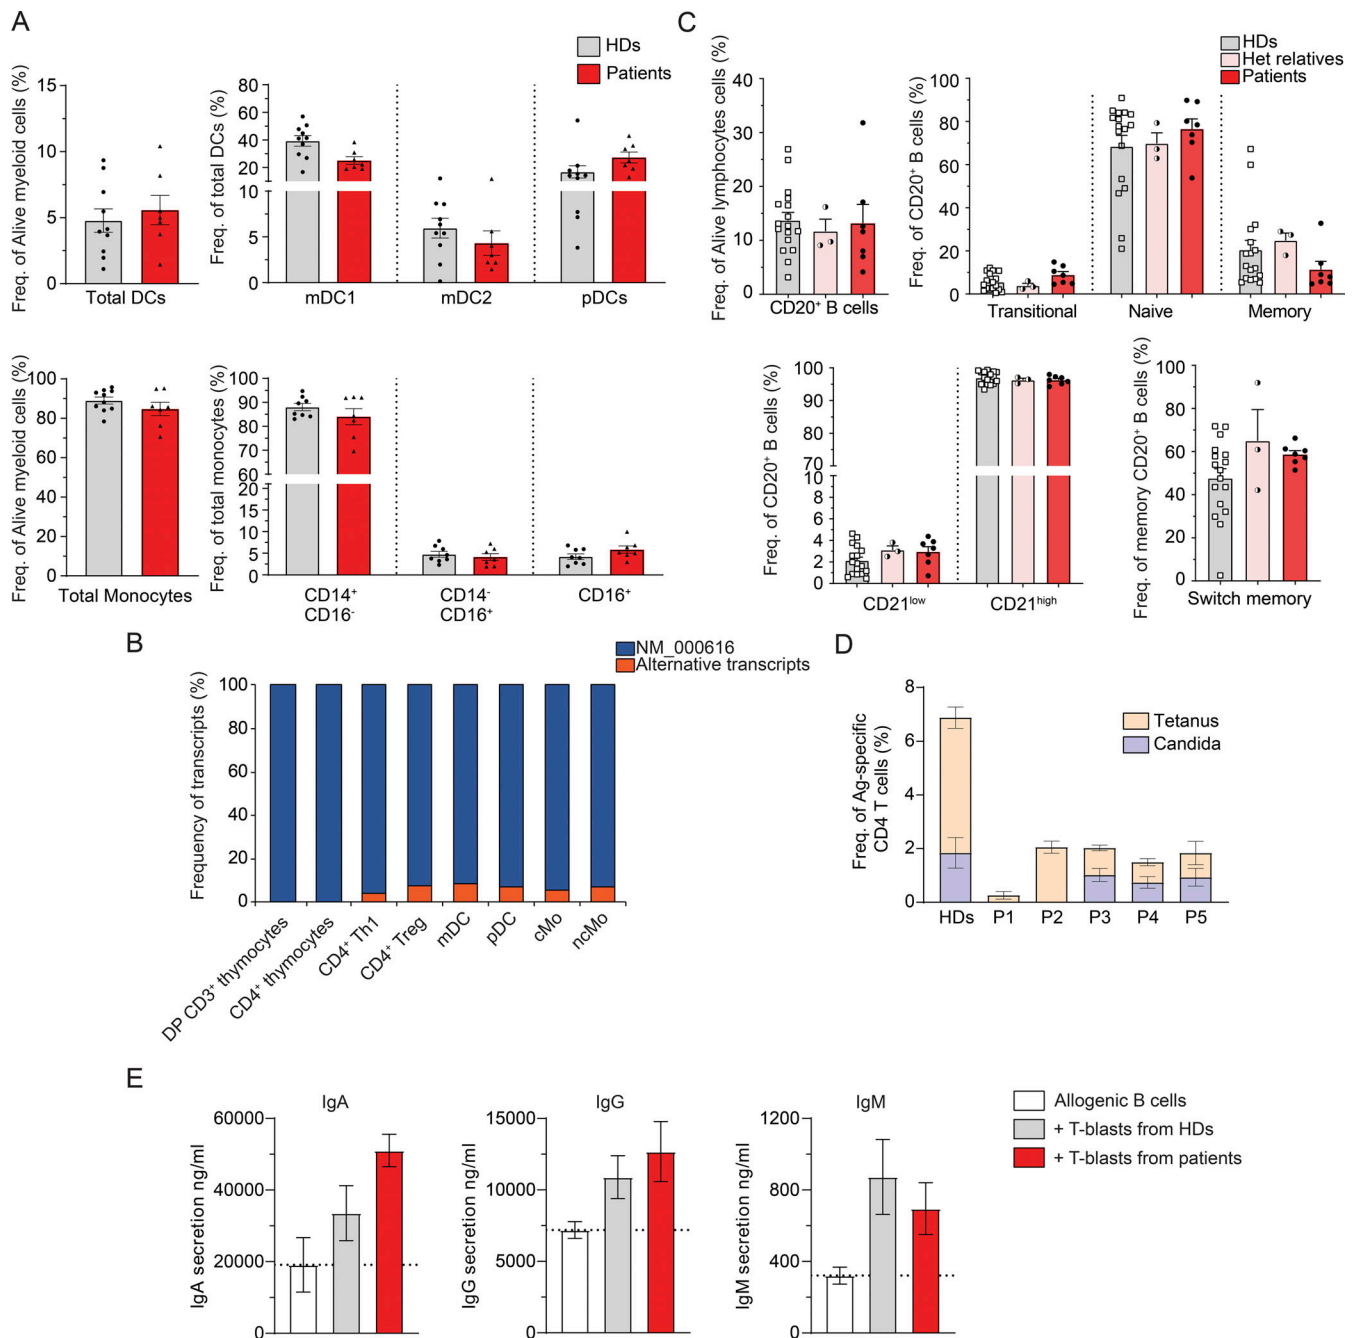 A
HDs
Patients
Freq. of Alive myeloid cells (%)
15
10
5
0
Total DCs
Freq. of total DCs (%)
80
60
40
20
10
5
0
mDC1
mDC2
pDCs
Freq. of Alive myeloid cells (%)
100
80
60
40
20
0
Total Monocytes
Freq. of total monocytes (%)
100
90
80
70
60
20
15
10
5
0
CD14⁺
CD16⁻
CD14⁻
CD16⁺
CD16⁺
C
HDs
Het relatives
Patients
Freq. of Alive lymphocytes cells (%)
40
30
20
10
0
CD20⁺ B cells
Freq. of CD20⁺ B cells (%)
100
80
60
40
20
0
Transitional
Naive
Memory
Freq. of CD20⁺ B cells (%)
100
90
80
70
10
8
6
4
2
0
CD21ˡᵒʷ
CD21ʰⁱᵍʰ
Freq. of memory CD20⁺ B cells (%)
100
80
60
40
20
0
Switch memory
B
NM_000616
Alternative transcripts
Frequency of transcripts (%)
100
80
60
40
20
0
DP CD3⁺ thymocytes
CD4⁺ thymocytes
CD4⁺ Th1
CD4⁺ Treg
mDC
pDC
cMo
ncMo
D
Tetanus
Candida
Freq. of Ag-specific
CD4 T cells (%)
8
6
4
2
0
HDs
P1
P2
P3
P4
P5
E
IgA
IgA secretion ng/ml
60000
40000
20000
0
IgG
IgG secretion ng/ml
15000
10000
5000
0
IgM
IgM secretion ng/ml
1200
800
400
0
Allogenic B cells
+ T-blasts from HDs
+ T-blasts from patients